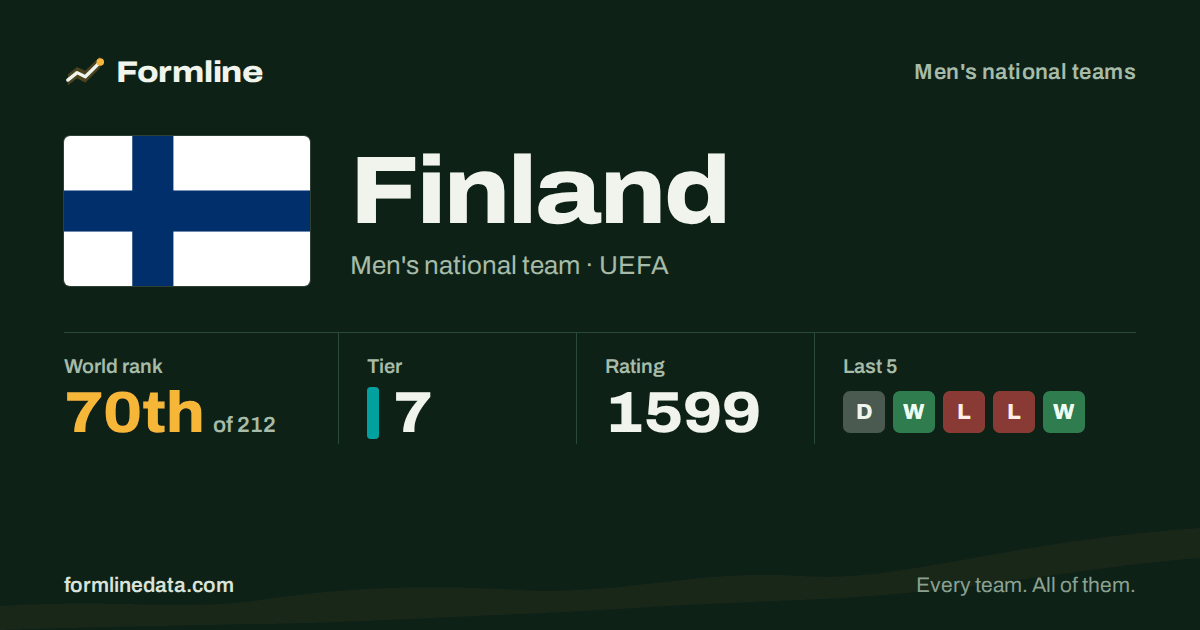 Formline
Men's national teams
Finland
Men's national team · UEFA
World rank
70th of 212
Tier
7
Rating
1599
Last 5
D W L L W
formlinedata.com
Every team. All of them.